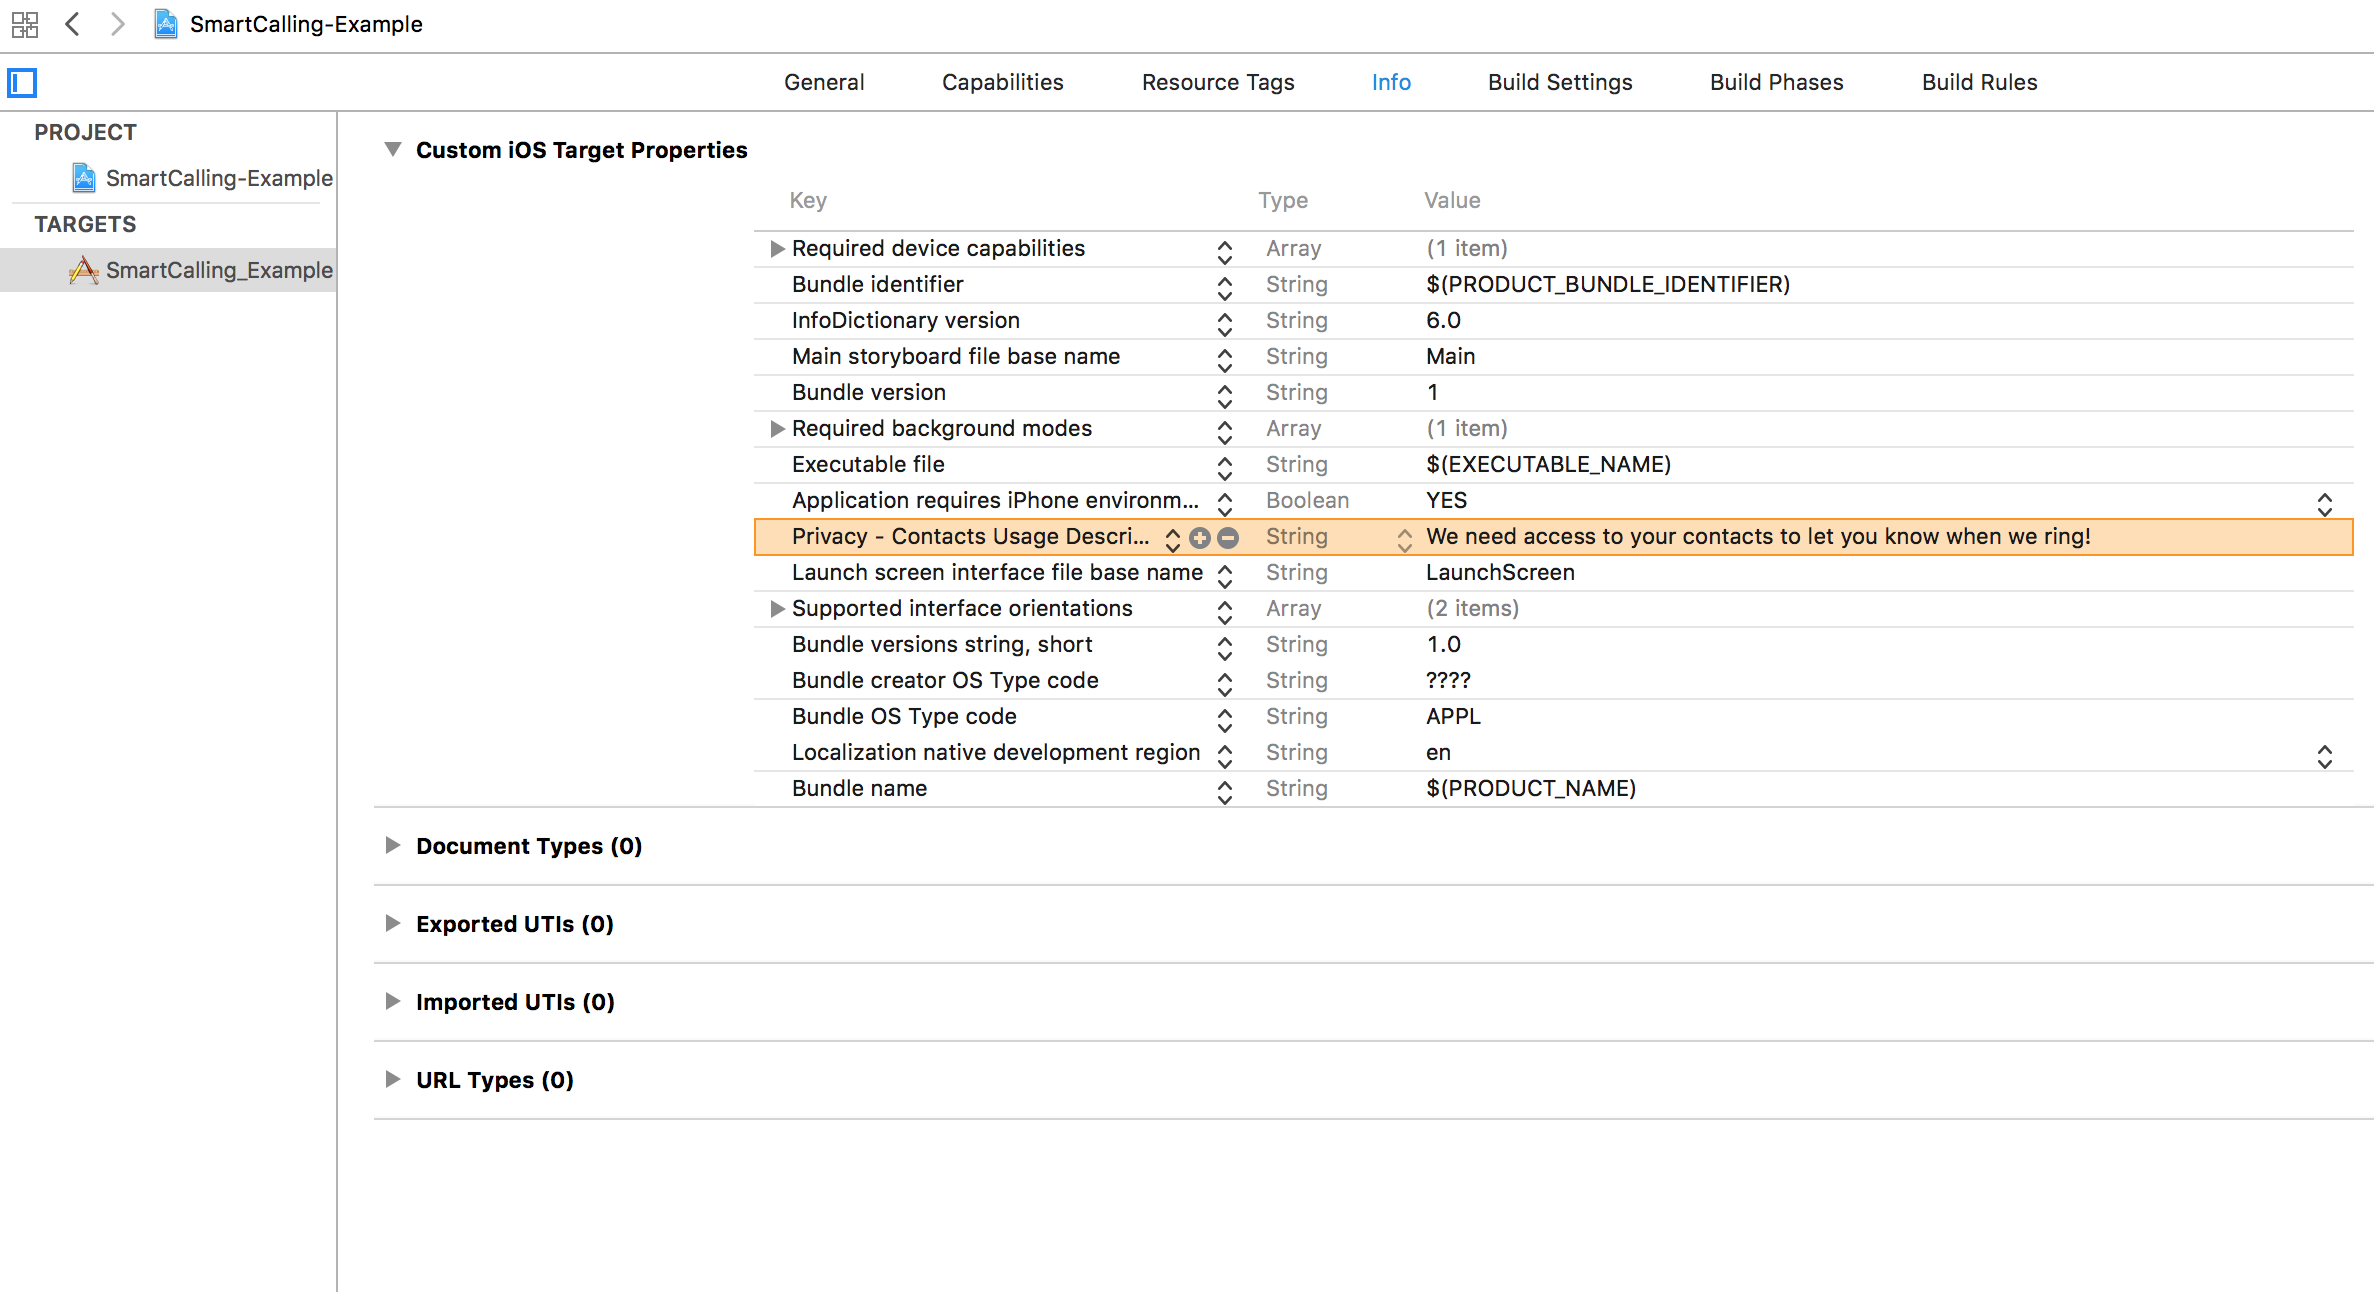 SmartCalling-Example
General Capabilities Resource Tags Info Build Settings Build Phases Build Rules
PROJECT
SmartCalling-Example
TARGETS
SmartCalling_Example
Custom iOS Target Properties
Key Type Value
Required device capabilities Array (1 item)
Bundle identifier String $(PRODUCT_BUNDLE_IDENTIFIER)
InfoDictionary version String 6.0
Main storyboard file base name String Main
Bundle version String 1
Required background modes Array (1 item)
Executable file String $(EXECUTABLE_NAME)
Application requires iPhone environm... Boolean YES
Privacy - Contacts Usage Descri... String We need access to your contacts to let you know when we ring!
Launch screen interface file base name String LaunchScreen
Supported interface orientations Array (2 items)
Bundle versions string, short String 1.0
Bundle creator OS Type code String ????
Bundle OS Type code String APPL
Localization native development region String en
Bundle name String $(PRODUCT_NAME)
Document Types (0)
Exported UTIs (0)
Imported UTIs (0)
URL Types (0)